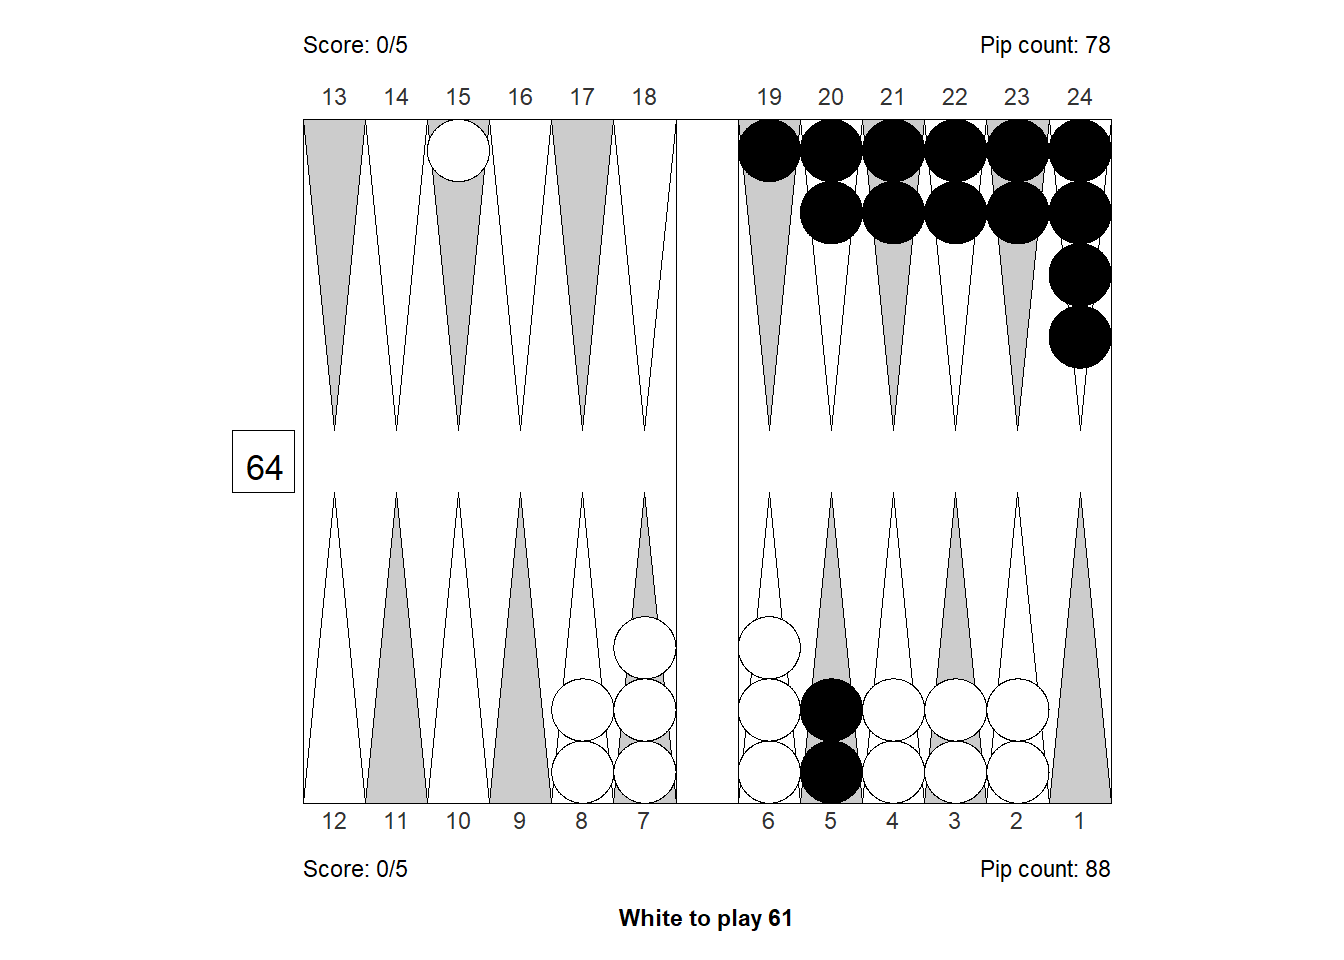 Score: 0/5 Pip count: 78
13 14 15 16 17 18 19 20 21 22 23 24
64
12 11 10 9 8 7 6 5 4 3 2 1
Score: 0/5 Pip count: 88
White to play 61